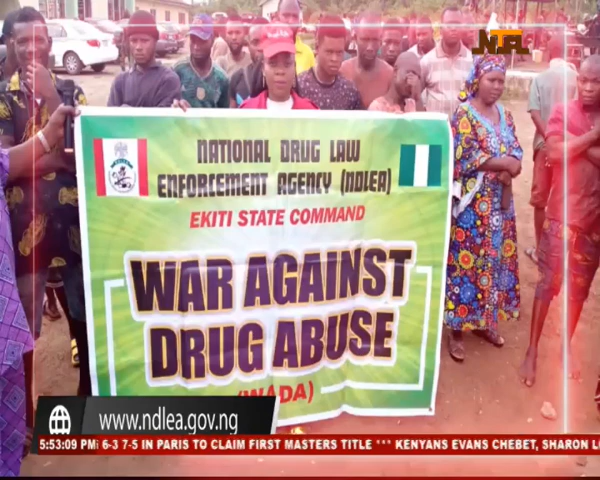 NTA
NATIONAL DRUG LAW
ENFORCEMENT AGENCY (NDLEA)
EKITI STATE COMMAND
WAR AGAINST
DRUG ABUSE
(WADA)
www.ndlea.gov.ng
5:53:09 PM 6-3 7-5 IN PARIS TO CLAIM FIRST MASTERS TITLE *** KENYANS EVANS CHEBET, SHARON L